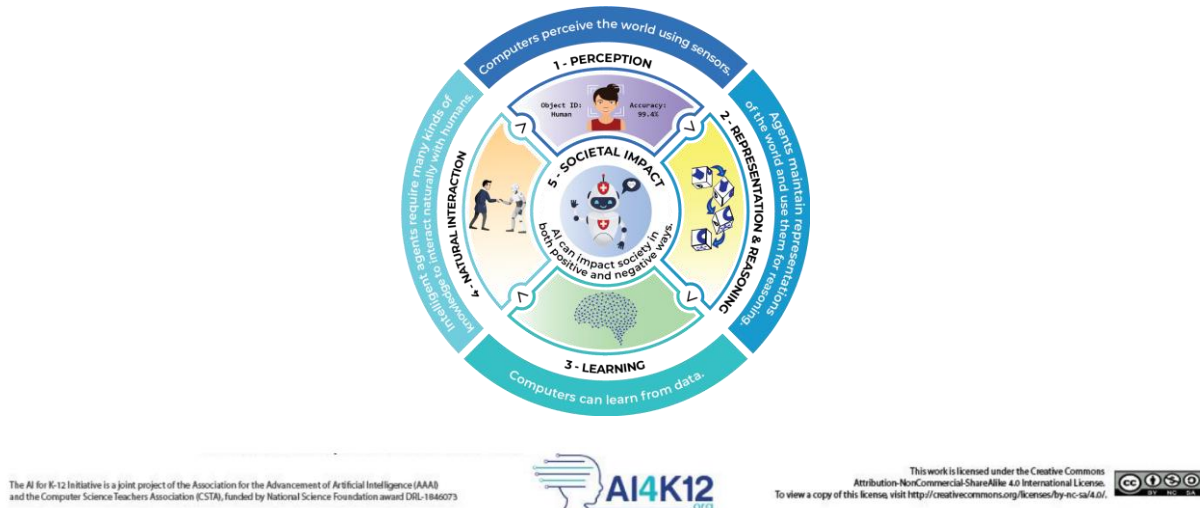 Computers perceive the world using sensors.
1 - PERCEPTION
Object ID:
Human
Accuracy:
99.4%
Agents maintain representations
of the world and use them for reasoning.
2 - REPRESENTATION & REASONING
5 - SOCIETAL IMPACT
AI can impact society in
both positive and negative ways.
Intelligent agents require many kinds of
knowledge to interact naturally with humans.
4 - NATURAL INTERACTION
3 - LEARNING
Computers can learn from data.
The AI for K-12 Initiative is a joint project of the Association for the Advancement of Artificial Intelligence (AAAI)
and the Computer Science Teachers Association (CSTA), funded by National Science Foundation award DRL-1846073
AI4K12
.org
This work is licensed under the Creative Commons
Attribution-NonCommercial-ShareAlike 4.0 International License.
To view a copy of this license, visit http://creativecommons.org/licenses/by-nc-sa/4.0/.
cc
BY NC SA